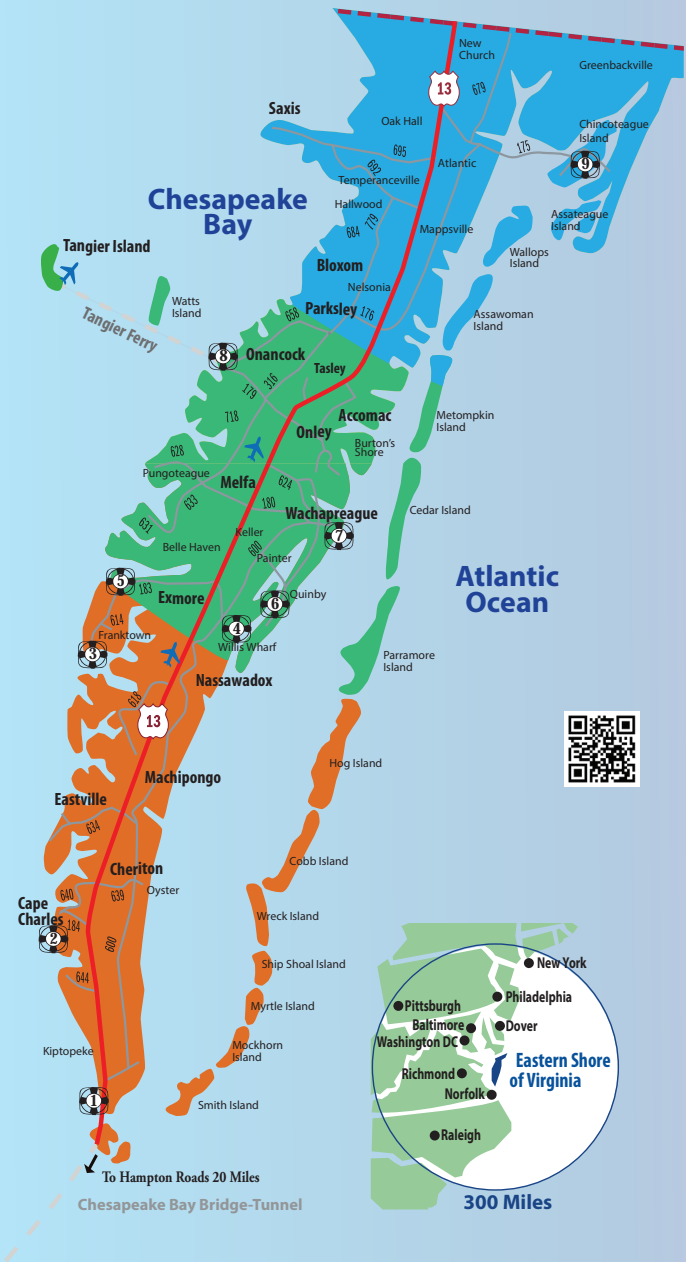 New
Church
Greenbackville
13
679
Saxis
Oak Hall
Chincoteague
Island
695
175
9
692
Atlantic
Temperanceville
Chesapeake
Bay
Hallwood
779
684
Mappsville
Assateague
Island
Tangier Island
Wallops
Island
Bloxom
Nelsonia
Watts
Island
Parksley
176
658
Assawoman
Island
Tangier Ferry
8
Onancock
Tasley
316
179
718
Accomac
Metompkin
Island
Onley
Burton's
Shore
628
Pungoteague
Melfa
624
633
180
Wachapreague
Cedar Island
631
Keller
7
600
Belle Haven
Painter
Atlantic
Ocean
5
183
Exmore
6
Quinby
614
4
Franktown
Willis Wharf
3
Parramore
Island
Nassawadox
618
13
Hog Island
Machipongo
Eastville
634
Cobb Island
Cheriton
640
639
Oyster
Cape
Charles
184
2
Wreck Island
600
644
Ship Shoal Island
Myrtle Island
Kiptopeke
Mockhorn
Island
1
Smith Island
To Hampton Roads 20 Miles
Chesapeake Bay Bridge-Tunnel
New York
Pittsburgh
Philadelphia
Baltimore
Dover
Washington DC
Eastern Shore
of Virginia
Richmond
Norfolk
Raleigh
300 Miles